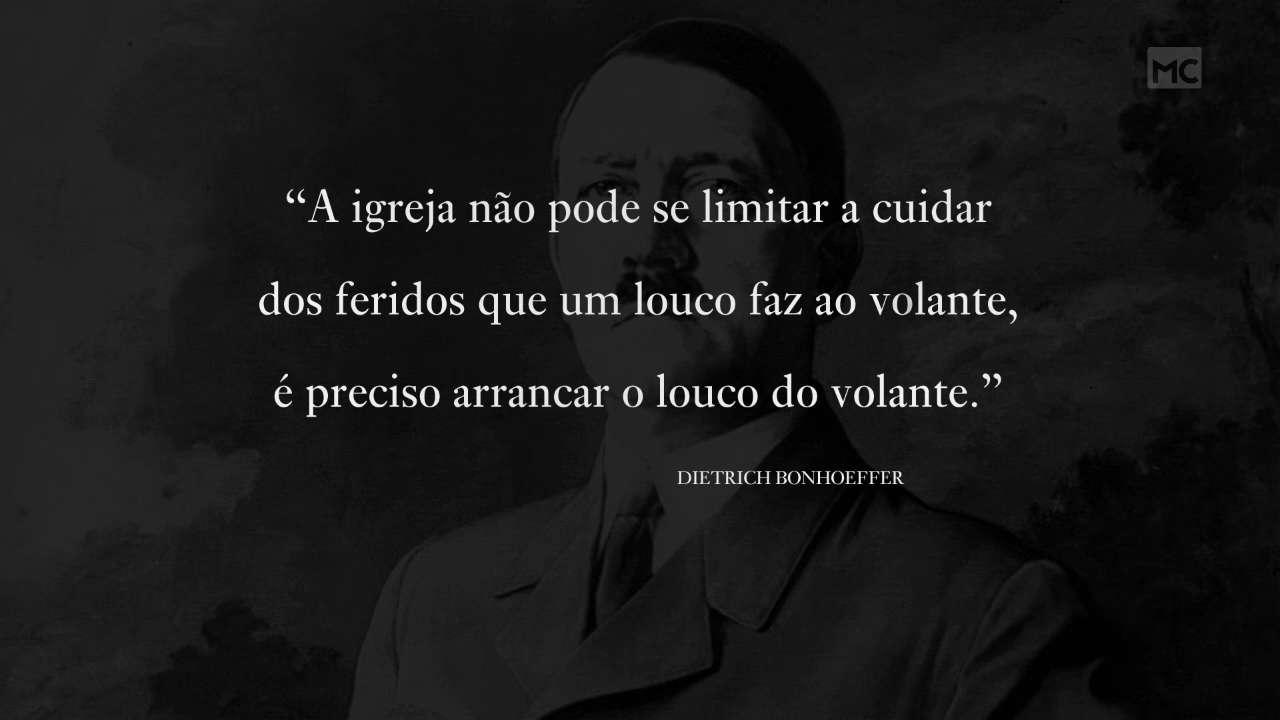 MC
“A igreja não pode se limitar a cuidar
dos feridos que um louco faz ao volante,
é preciso arrancar o louco do volante.”
DIETRICH BONHOEFFER